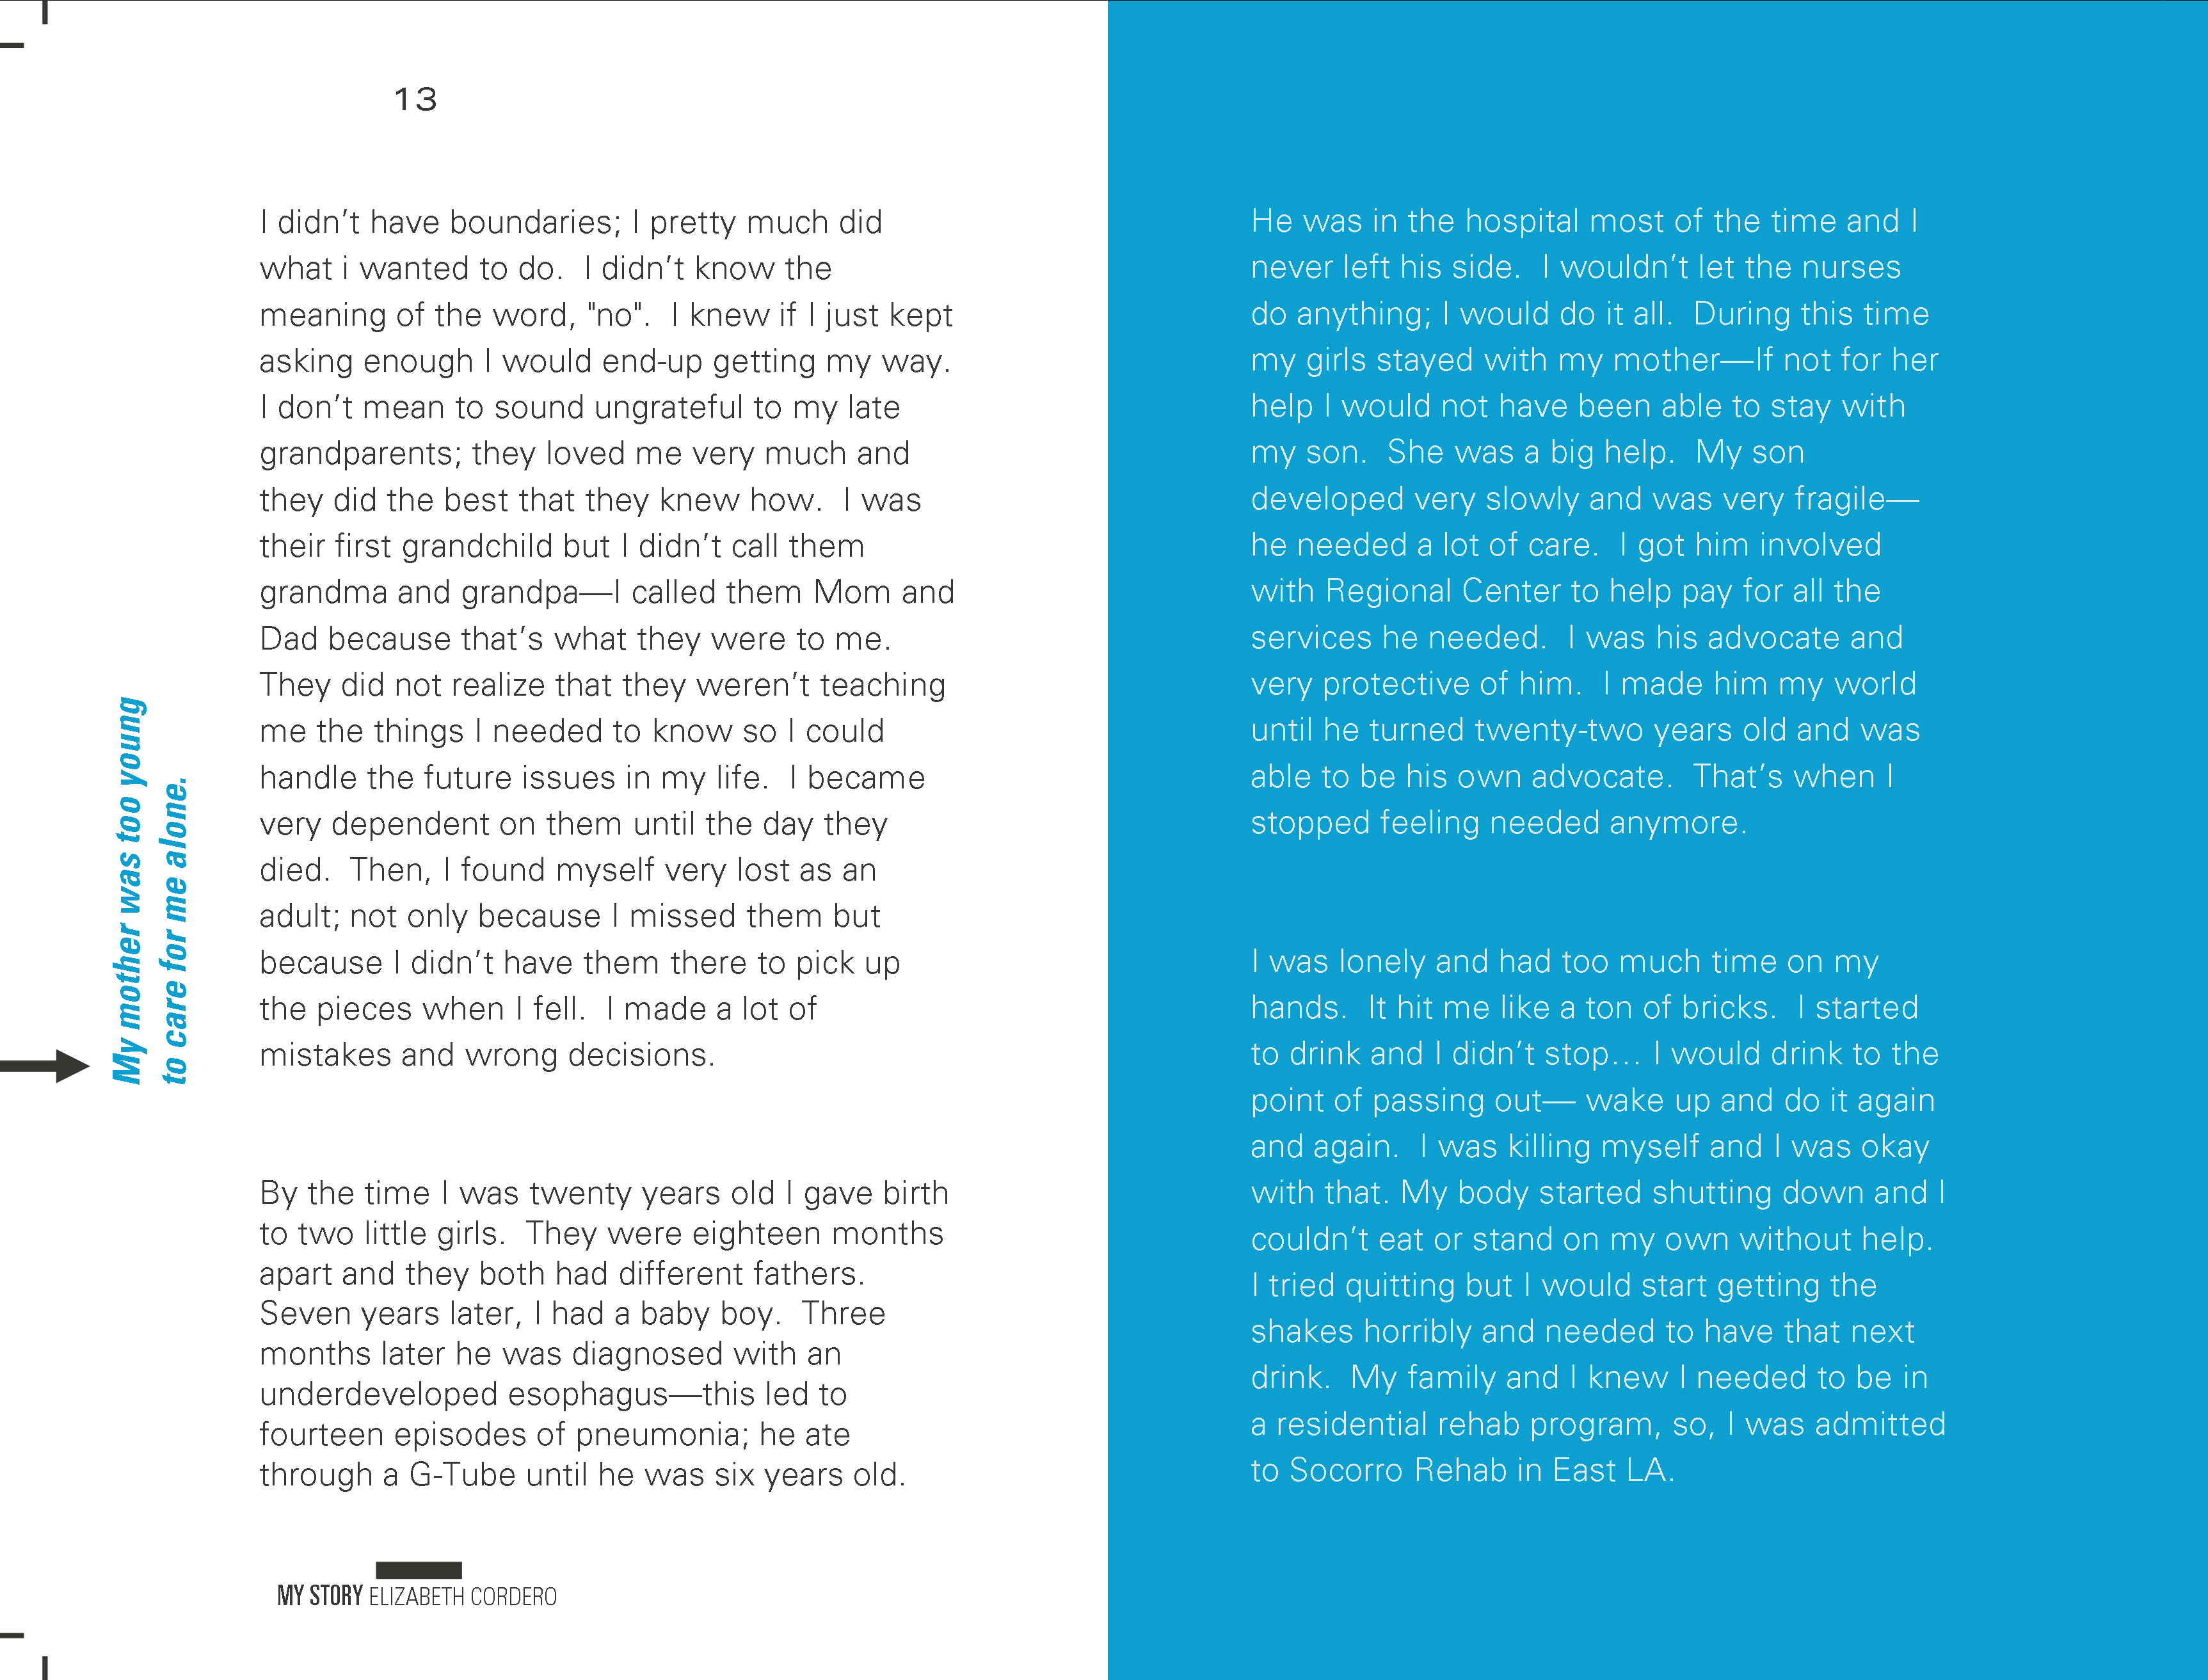 13
I didn’t have boundaries; I pretty much did
what i wanted to do.  I didn’t know the
meaning of the word, "no".  I knew if I just kept
asking enough I would end-up getting my way.
I don’t mean to sound ungrateful to my late
grandparents; they loved me very much and
they did the best that they knew how.  I was
their first grandchild but I didn’t call them
grandma and grandpa—I called them Mom and
Dad because that’s what they were to me.
They did not realize that they weren’t teaching
me the things I needed to know so I could
handle the future issues in my life.  I became
very dependent on them until the day they
died.  Then, I found myself very lost as an
adult; not only because I missed them but
because I didn’t have them there to pick up
the pieces when I fell.  I made a lot of
mistakes and wrong decisions.
My mother was too young
to care for me alone.
By the time I was twenty years old I gave birth
to two little girls.  They were eighteen months
apart and they both had different fathers.
Seven years later, I had a baby boy.  Three
months later he was diagnosed with an
underdeveloped esophagus—this led to
fourteen episodes of pneumonia; he ate
through a G-Tube until he was six years old.
MY STORY ELIZABETH CORDERO
He was in the hospital most of the time and I
never left his side.  I wouldn’t let the nurses
do anything; I would do it all.  During this time
my girls stayed with my mother—If not for her
help I would not have been able to stay with
my son.  She was a big help.  My son
developed very slowly and was very fragile—
he needed a lot of care.  I got him involved
with Regional Center to help pay for all the
services he needed.  I was his advocate and
very protective of him.  I made him my world
until he turned twenty-two years old and was
able to be his own advocate.  That’s when I
stopped feeling needed anymore.
I was lonely and had too much time on my
hands.  It hit me like a ton of bricks.  I started
to drink and I didn’t stop… I would drink to the
point of passing out— wake up and do it again
and again.  I was killing myself and I was okay
with that. My body started shutting down and I
couldn’t eat or stand on my own without help.
I tried quitting but I would start getting the
shakes horribly and needed to have that next
drink.  My family and I knew I needed to be in
a residential rehab program, so, I was admitted
to Socorro Rehab in East LA.